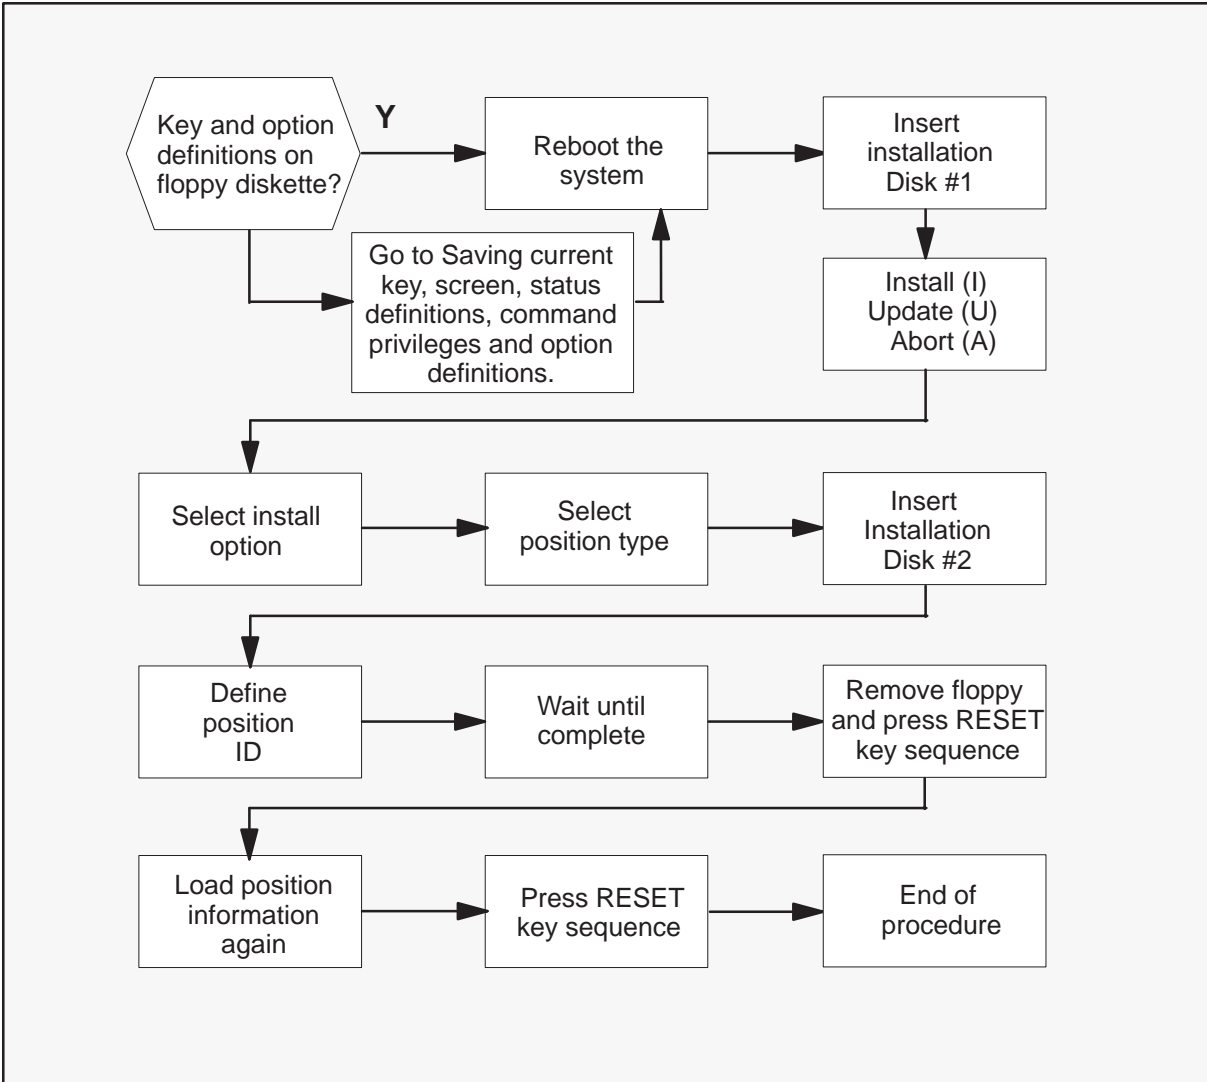 Key and option
definitions on
floppy diskette?
Y
Reboot the
system
Insert
installation
Disk #1
Go to Saving current
key, screen, status
definitions, command
privileges and option
definitions.
Install (I)
Update (U)
Abort (A)
Select install
option
Select
position type
Insert
Installation
Disk #2
Define
position
ID
Wait until
complete
Remove floppy
and press RESET
key sequence
Load position
information
again
Press RESET
key sequence
End of
procedure